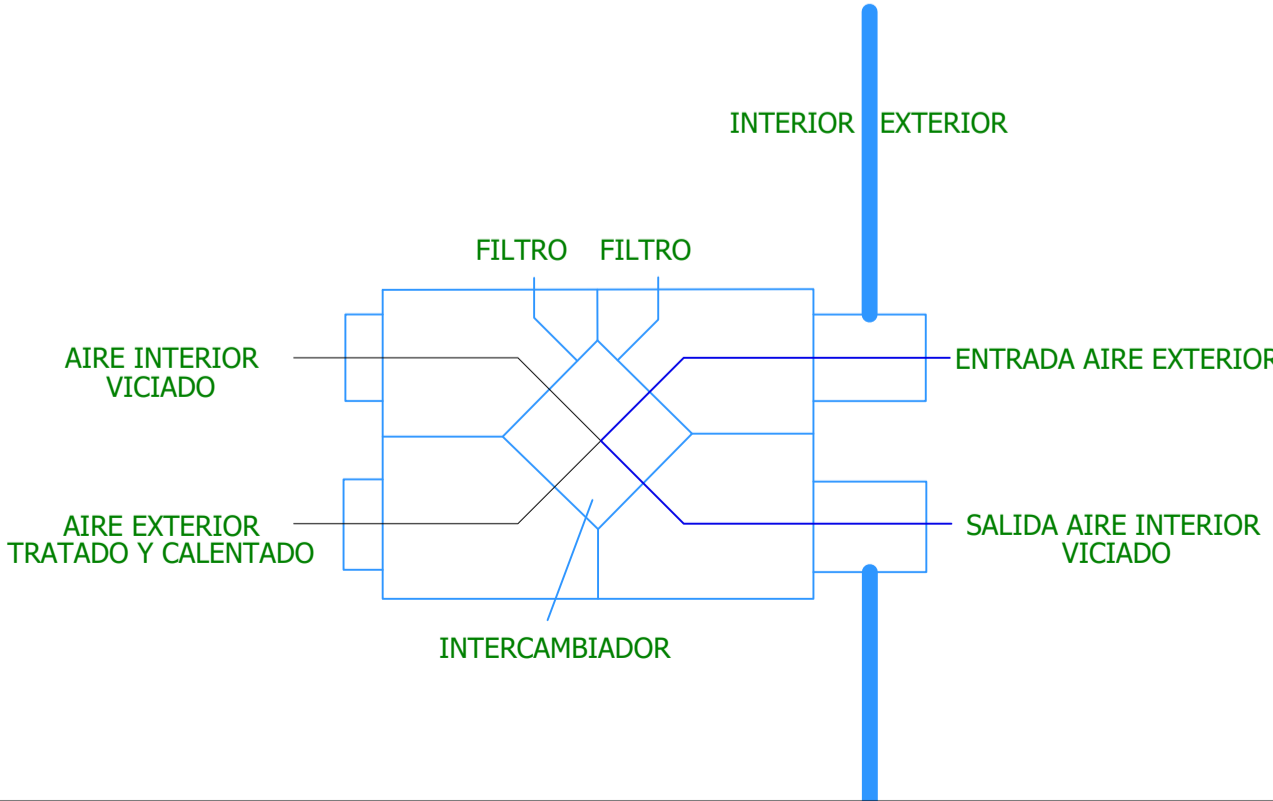 INTERIOR EXTERIOR
FILTRO FILTRO
AIRE INTERIOR
VICIADO
ENTRADA AIRE EXTERIOR
AIRE EXTERIOR
TRATADO Y CALENTADO
SALIDA AIRE INTERIOR
VICIADO
INTERCAMBIADOR